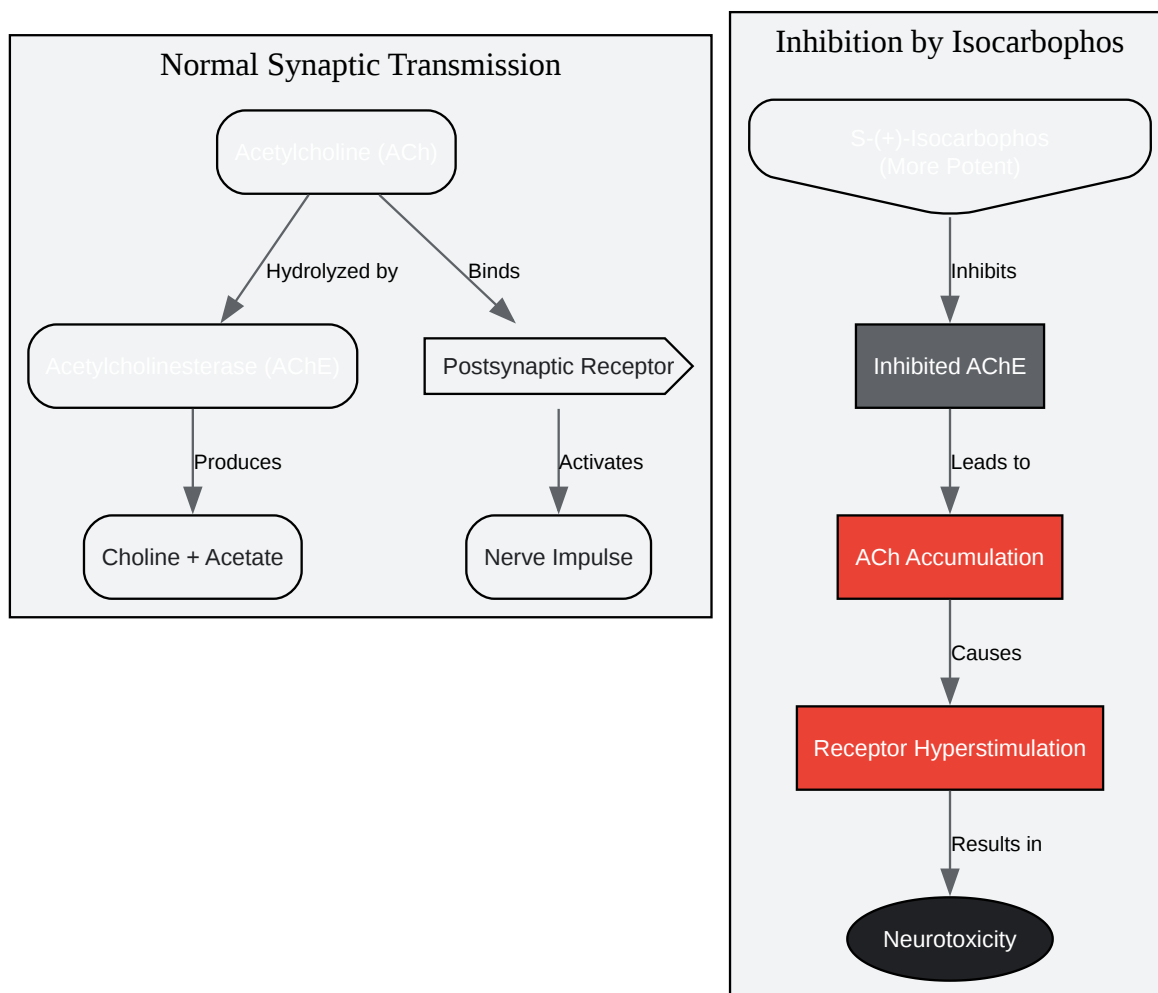 Normal Synaptic Transmission
Acetylcholine (ACh)
Hydrolyzed by
Binds
Acetylcholinesterase (AChE)
Postsynaptic Receptor
Produces
Activates
Choline + Acetate
Nerve Impulse
Inhibition by Isocarbophos
S-(+)-Isocarbophos
(More Potent)
Inhibits
Inhibited AChE
Leads to
ACh Accumulation
Causes
Receptor Hyperstimulation
Results in
Neurotoxicity